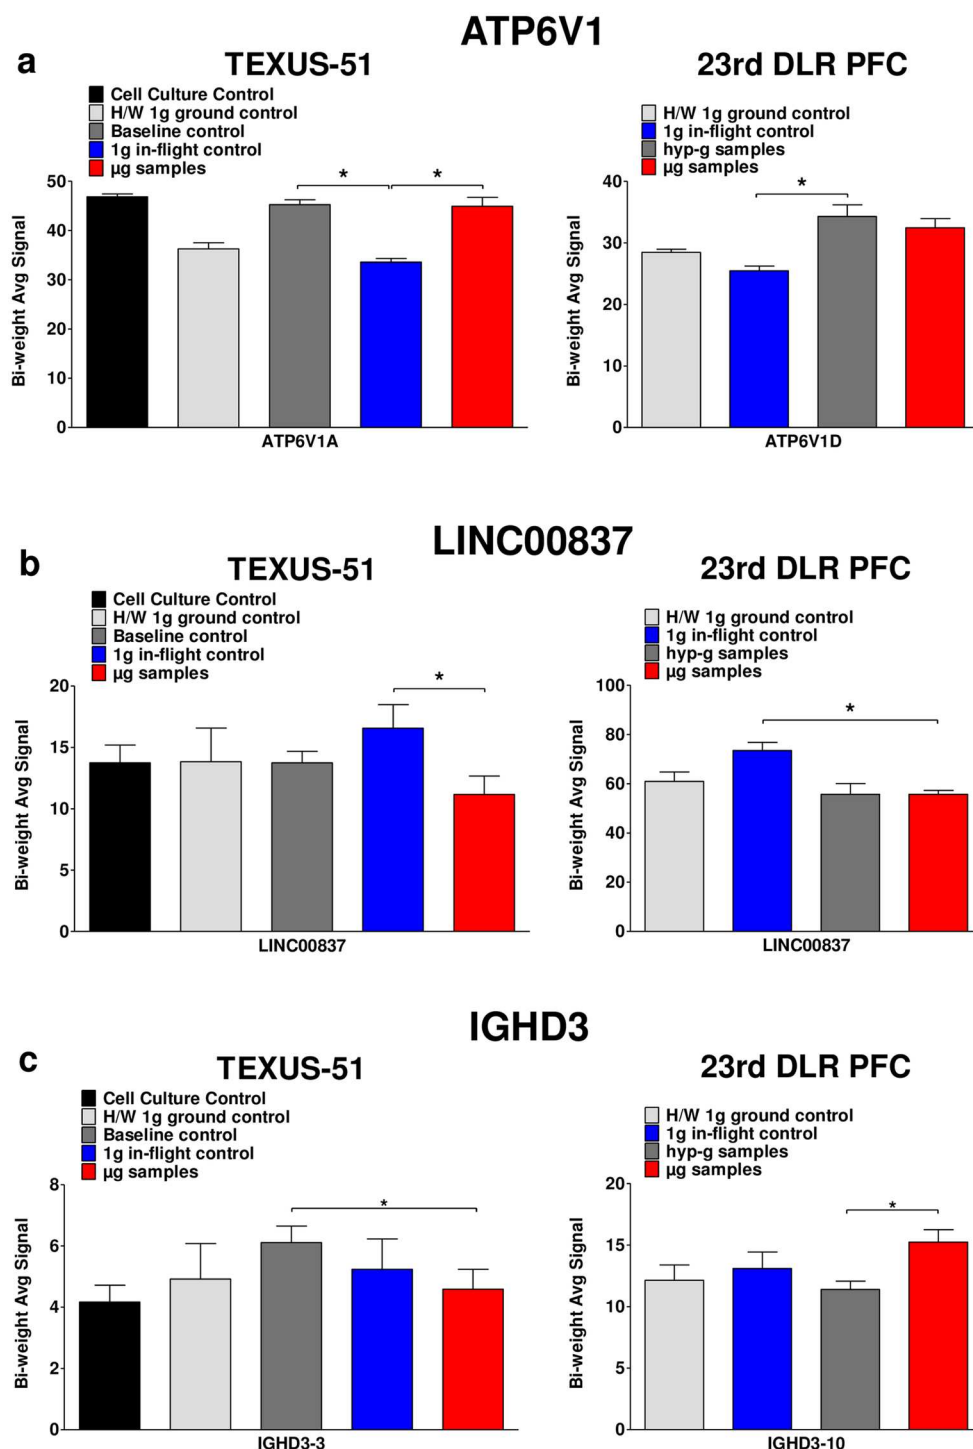 ATP6V1
a
TEXUS-51
Cell Culture Control
H/W 1g ground control
Baseline control
1g in-flight control
µg samples
Bi-weight Avg Signal
50
40
30
20
10
0
* *
ATP6V1A
23rd DLR PFC
H/W 1g ground control
1g in-flight control
hyp-g samples
µg samples
Bi-weight Avg Signal
40
30
20
10
0
*
ATP6V1D
LINC00837
b
TEXUS-51
Cell Culture Control
H/W 1g ground control
Baseline control
1g in-flight control
µg samples
Bi-weight Avg Signal
20
15
10
5
0
*
LINC00837
23rd DLR PFC
H/W 1g ground control
1g in-flight control
hyp-g samples
µg samples
Bi-weight Avg Signal
100
80
60
40
20
0
*
LINC00837
IGHD3
c
TEXUS-51
Cell Culture Control
H/W 1g ground control
Baseline control
1g in-flight control
µg samples
Bi-weight Avg Signal
8
6
4
2
0
*
IGHD3-3
23rd DLR PFC
H/W 1g ground control
1g in-flight control
hyp-g samples
µg samples
Bi-weight Avg Signal
20
15
10
5
0
*
IGHD3-10